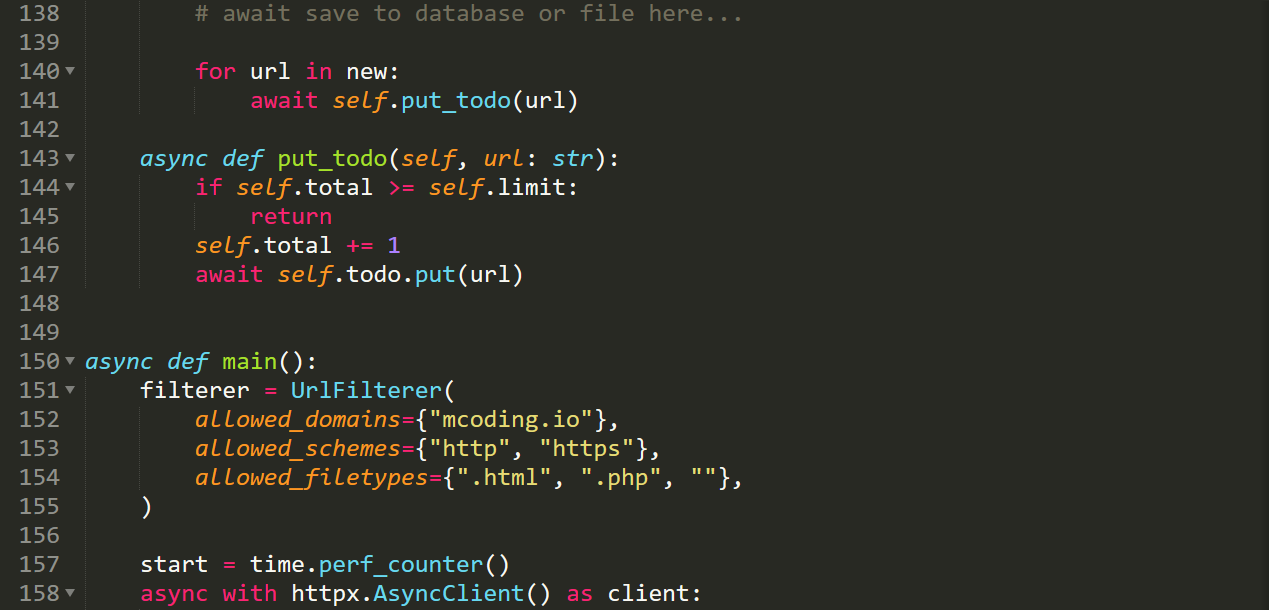 138         # await save to database or file here...
139
140         for url in new:
141             await self.put_todo(url)
142
143     async def put_todo(self, url: str):
144         if self.total >= self.limit:
145             return
146         self.total += 1
147         await self.todo.put(url)
148
149
150 async def main():
151     filterer = UrlFilterer(
152         allowed_domains={"mcoding.io"},
153         allowed_schemes={"http", "https"},
154         allowed_filetypes={".html", ".php", ""},
155     )
156
157     start = time.perf_counter()
158     async with httpx.AsyncClient() as client: